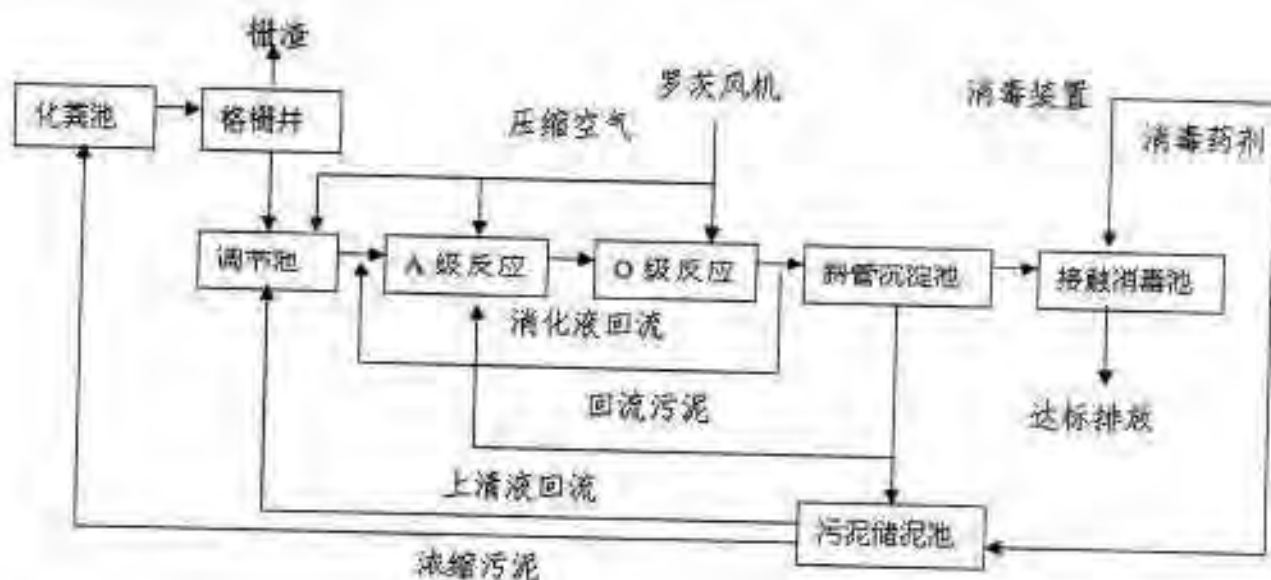 栅渣
罗茨风机
消毒装置
化粪池
格栅井
压缩空气
消毒药剂
调节池
A 级反应
O 级反应
斜管沉淀池
接触消毒池
消化液回流
回流污泥
达标排放
上清液回流
污泥储泥池
浓缩污泥